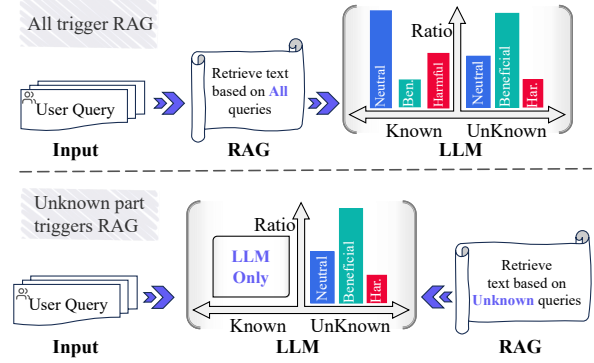 All trigger RAG
User Query
Input
Retrieve text
based on All
queries
RAG
Ratio
Neutral
Ben.
Harmful
Neutral
Beneficial
Har.
Known
UnKnown
LLM
Unknown part
triggers RAG
User Query
Input
Ratio
LLM
Only
Neutral
Beneficial
Har.
Known
UnKnown
LLM
Retrieve
text based on
Unknown queries
RAG